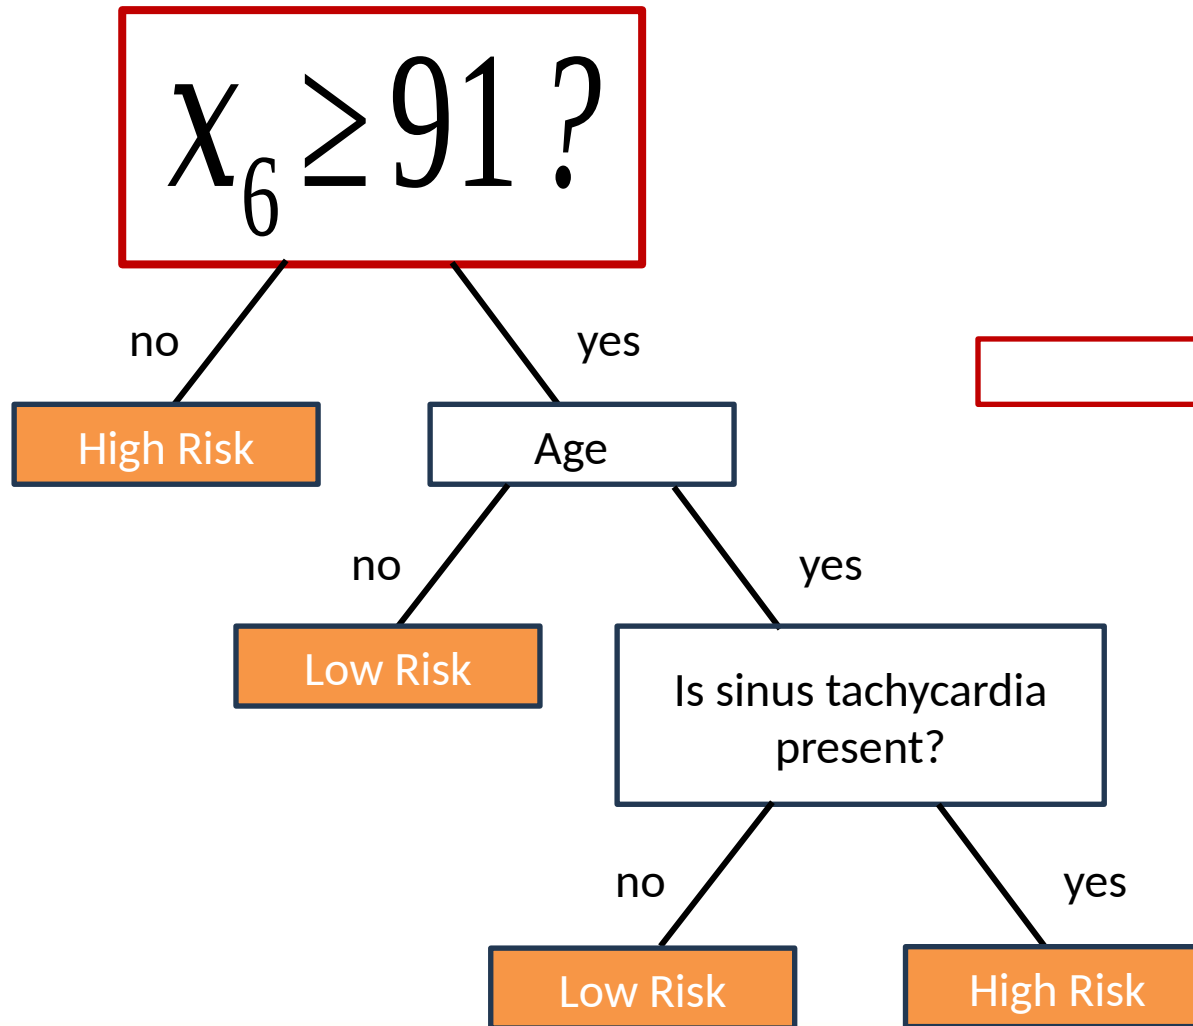 x₆ ≥ 91 ?
no
yes
High Risk
Age
no
yes
Low Risk
Is sinus tachycardia
present?
no
yes
Low Risk
High Risk